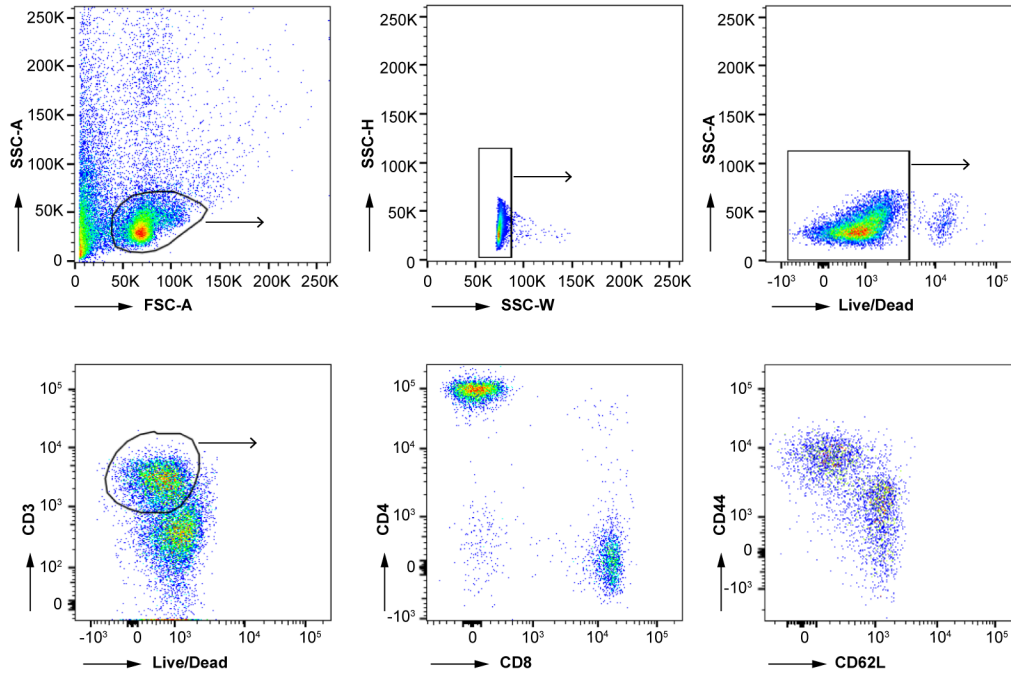 250K
200K
150K
100K
50K
0
SSC-A
0 50K 100K 150K 200K 250K
FSC-A
250K
200K
150K
100K
50K
0
SSC-H
0 50K 100K 150K 200K 250K
SSC-W
250K
200K
150K
100K
50K
0
SSC-A
-10³ 0 10³ 10⁴ 10⁵
Live/Dead
10⁵
10⁴
10³
10²
0
CD3
-10³ 0 10³ 10⁴ 10⁵
Live/Dead
10⁵
10⁴
10³
0
-10³
CD4
0 10³ 10⁴ 10⁵
CD8
10⁵
10⁴
10³
0
-10³
CD44
0 10³ 10⁴ 10⁵
CD62L